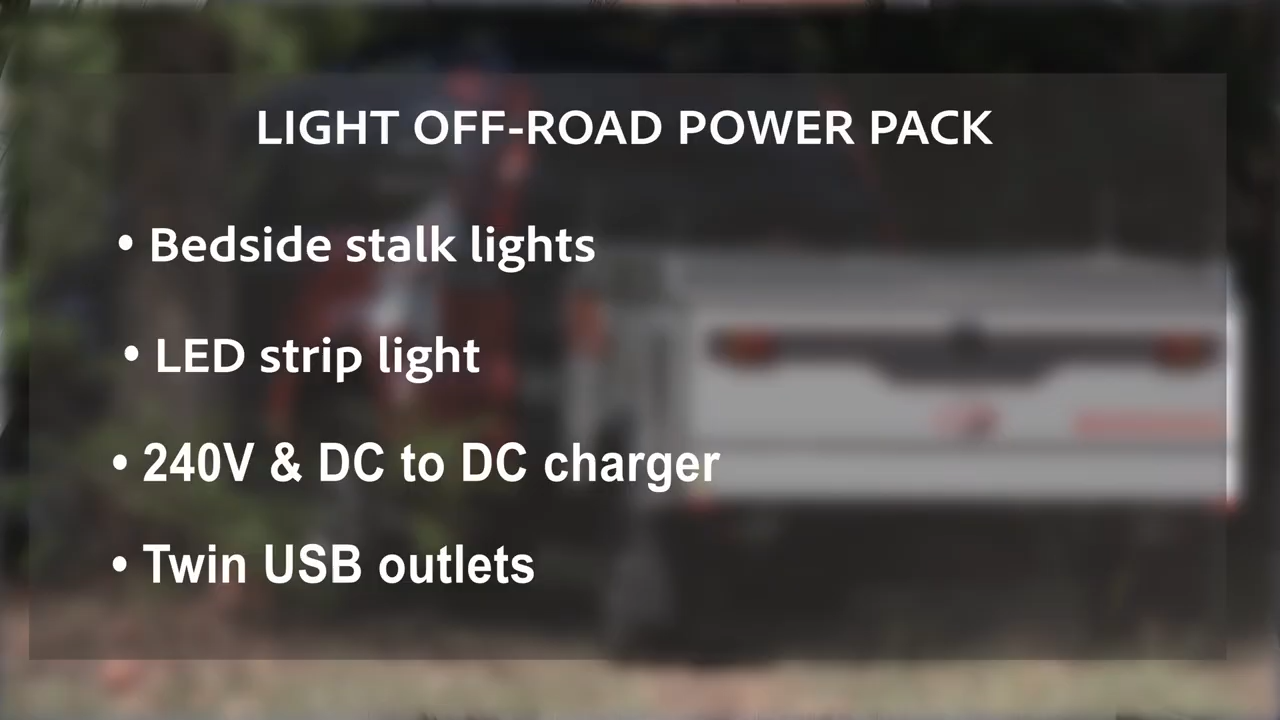 LIGHT OFF-ROAD POWER PACK
• Bedside stalk lights
• LED strip light
• 240V & DC to DC charger
• Twin USB outlets